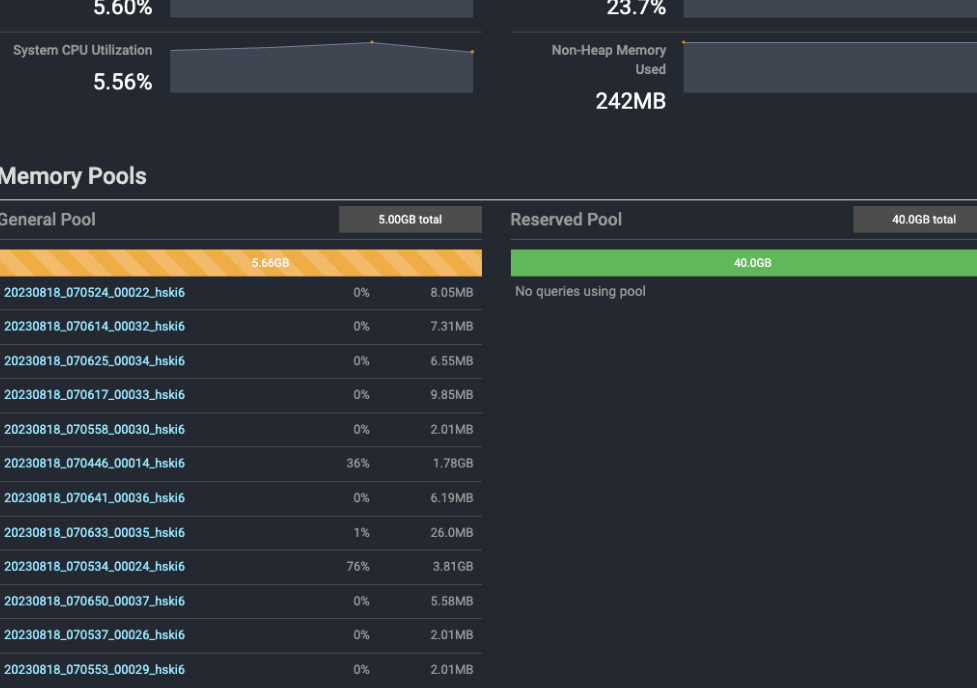 5.60%
23.7%
System CPU Utilization
5.56%
Non-Heap Memory
Used
242MB
Memory Pools
General Pool
5.00GB total
5.66GB
20230818_070524_00022_hski6 0% 8.05MB
20230818_070614_00032_hski6 0% 7.31MB
20230818_070625_00034_hski6 0% 6.55MB
20230818_070617_00033_hski6 0% 9.85MB
20230818_070558_00030_hski6 0% 2.01MB
20230818_070446_00014_hski6 36% 1.78GB
20230818_070641_00036_hski6 0% 6.19MB
20230818_070633_00035_hski6 1% 26.0MB
20230818_070534_00024_hski6 76% 3.81GB
20230818_070650_00037_hski6 0% 5.58MB
20230818_070537_00026_hski6 0% 2.01MB
20230818_070553_00029_hski6 0% 2.01MB
Reserved Pool
40.0GB total
40.0GB
No queries using pool